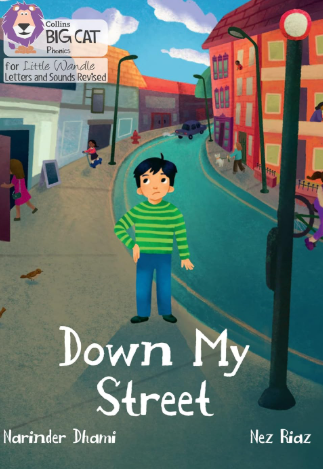 Collins
BIG CAT
Phonics
for Little Wandle
Letters and Sounds Revised
Down My
Street
Narinder Dhami
Nez Riaz